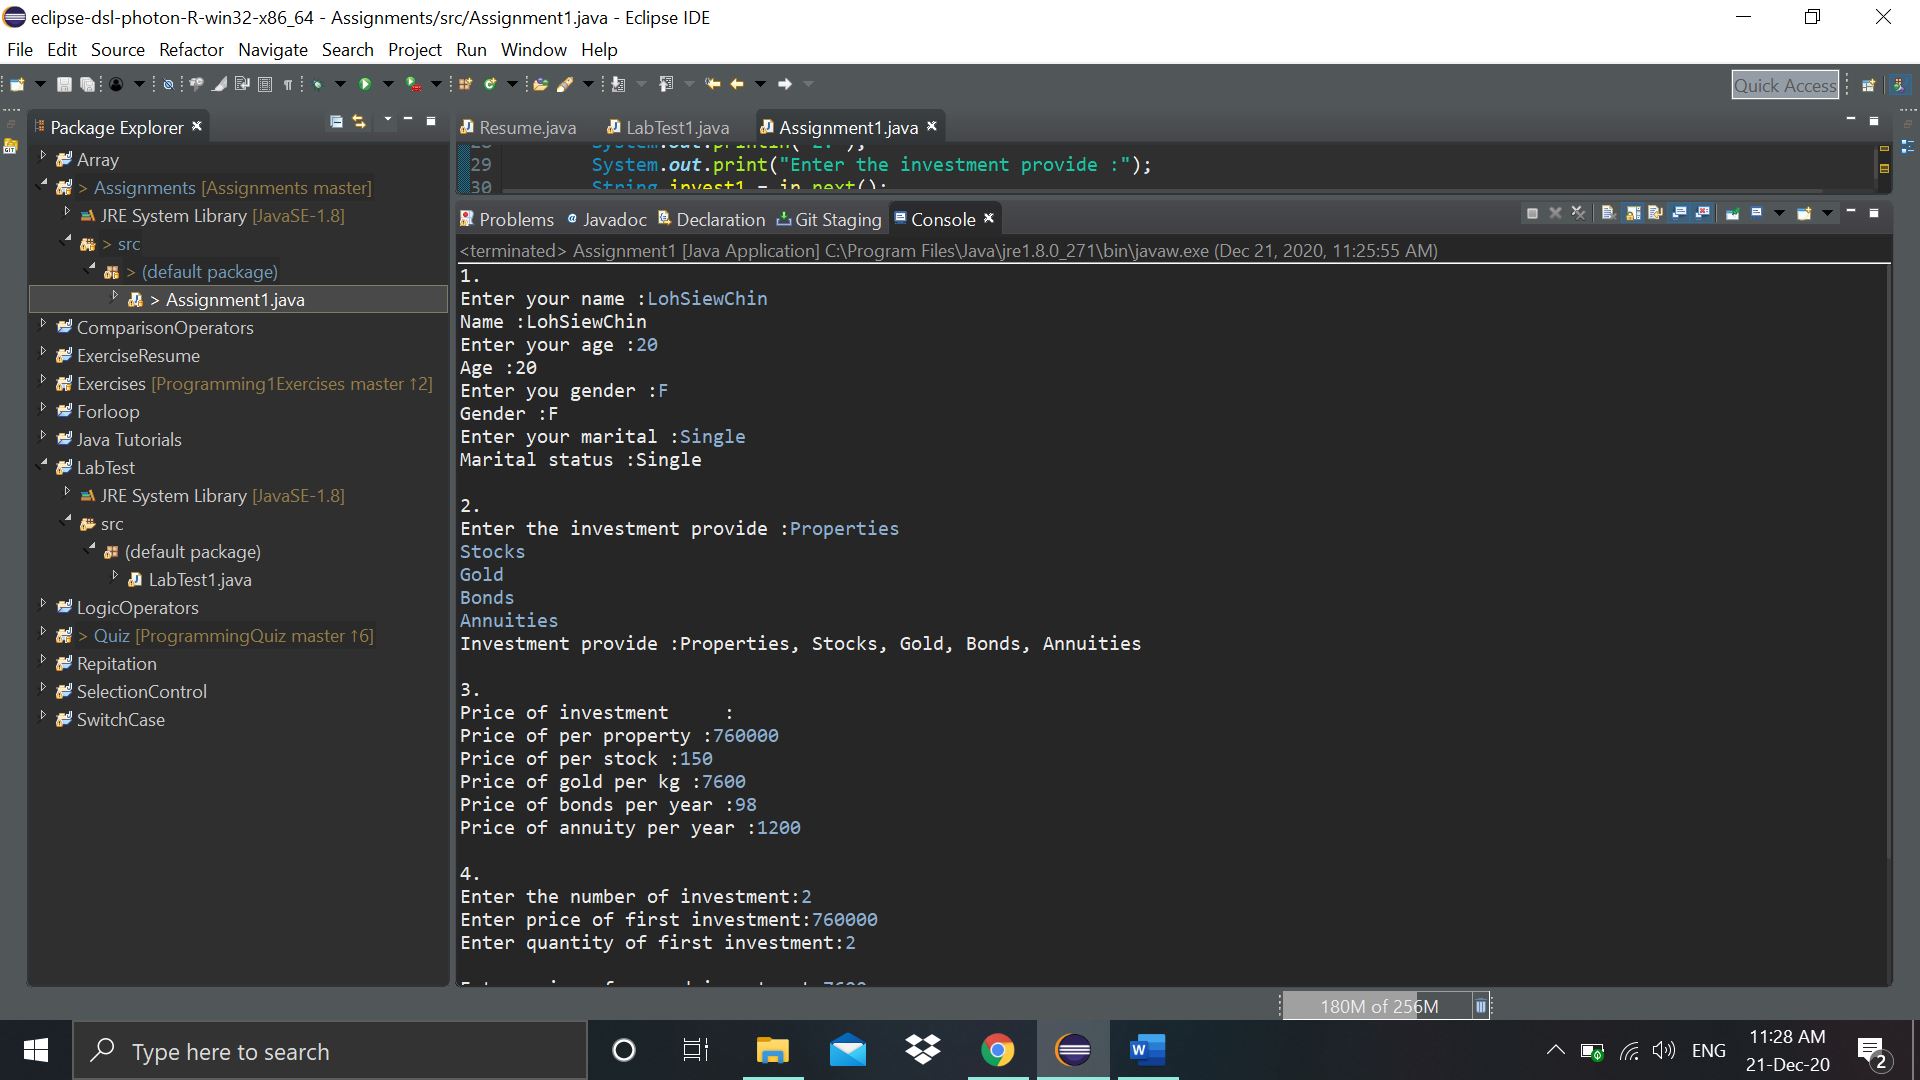 eclipse-dsl-photon-R-win32-x86_64 - Assignments/src/Assignment1.java - Eclipse IDE
File Edit Source Refactor Navigate Search Project Run Window Help
Quick Access
Package Explorer
Array
> Assignments [Assignments master]
JRE System Library [JavaSE-1.8]
> src
> (default package)
> Assignment1.java
ComparisonOperators
ExerciseResume
Exercises [Programming1Exercises master ↑2]
Forloop
Java Tutorials
LabTest
JRE System Library [JavaSE-1.8]
src
(default package)
LabTest1.java
LogicOperators
> Quiz [ProgrammingQuiz master ↑6]
Repitation
SelectionControl
SwitchCase
Resume.java LabTest1.java Assignment1.java
29 System.out.print("Enter the investment provide :");
30 String invest1 = in.next();
Problems Javadoc Declaration Git Staging Console
<terminated> Assignment1 [Java Application] C:\Program Files\Java\jre1.8.0_271\bin\javaw.exe (Dec 21, 2020, 11:25:55 AM)
1.
Enter your name :LohSiewChin
Name :LohSiewChin
Enter your age :20
Age :20
Enter you gender :F
Gender :F
Enter your marital :Single
Marital status :Single
2.
Enter the investment provide :Properties
Stocks
Gold
Bonds
Annuities
Investment provide :Properties, Stocks, Gold, Bonds, Annuities
3.
Price of investment :
Price of per property :760000
Price of per stock :150
Price of gold per kg :7600
Price of bonds per year :98
Price of annuity per year :1200
4.
Enter the number of investment:2
Enter price of first investment:760000
Enter quantity of first investment:2
180M of 256M
Type here to search
ENG
11:28 AM
21-Dec-20
2